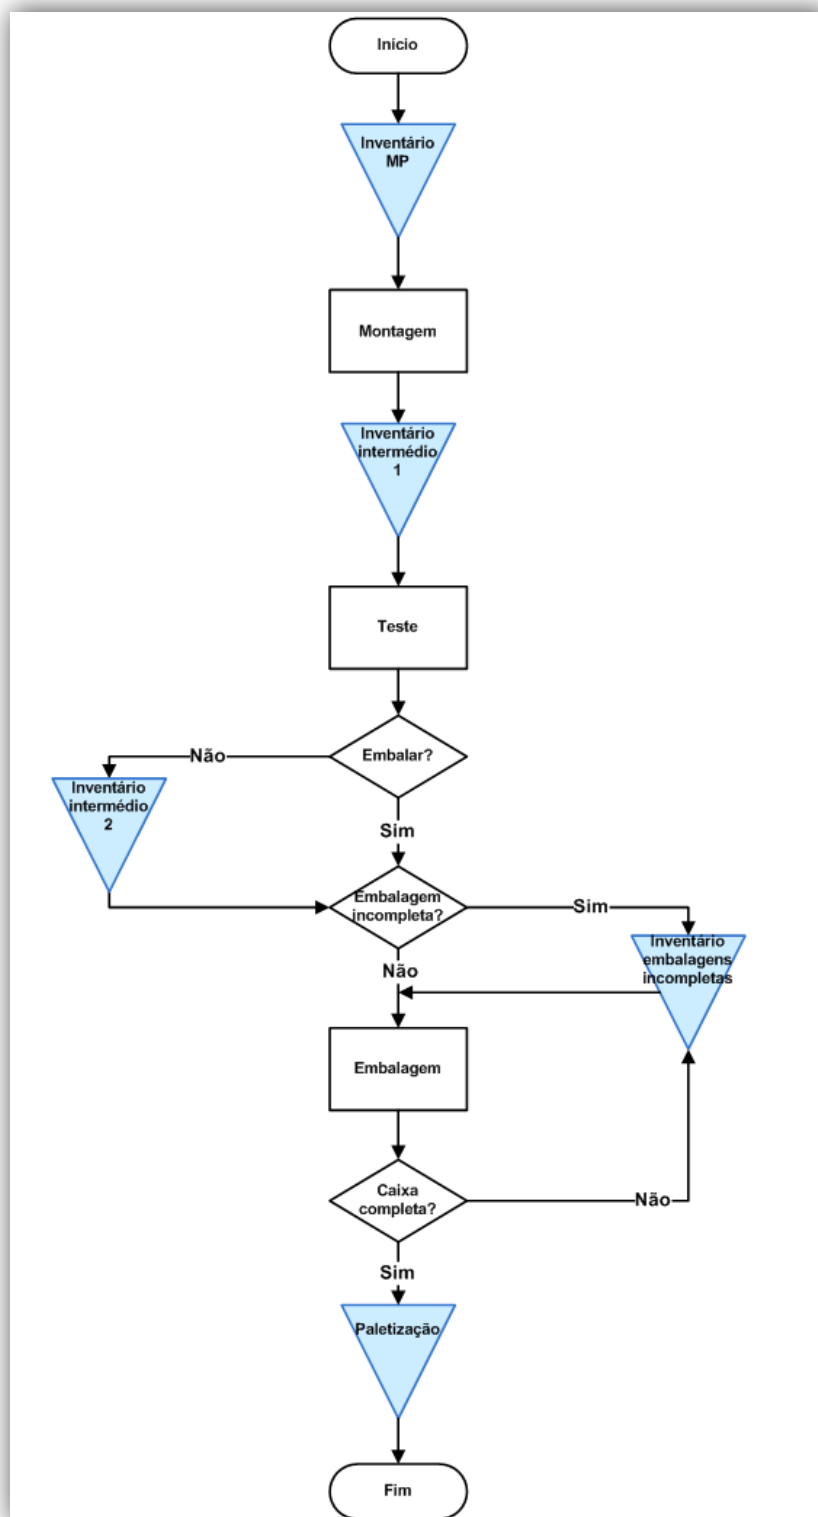 Início
Inventário
MP
Montagem
Inventário
intermédio
1
Teste
Embalar?
Não
Inventário
intermédio
2
Sim
Embalagem
incompleta?
Sim
Inventário
embalagens
incompletas
Não
Embalagem
Caixa
completa?
Não
Sim
Paletização
Fim